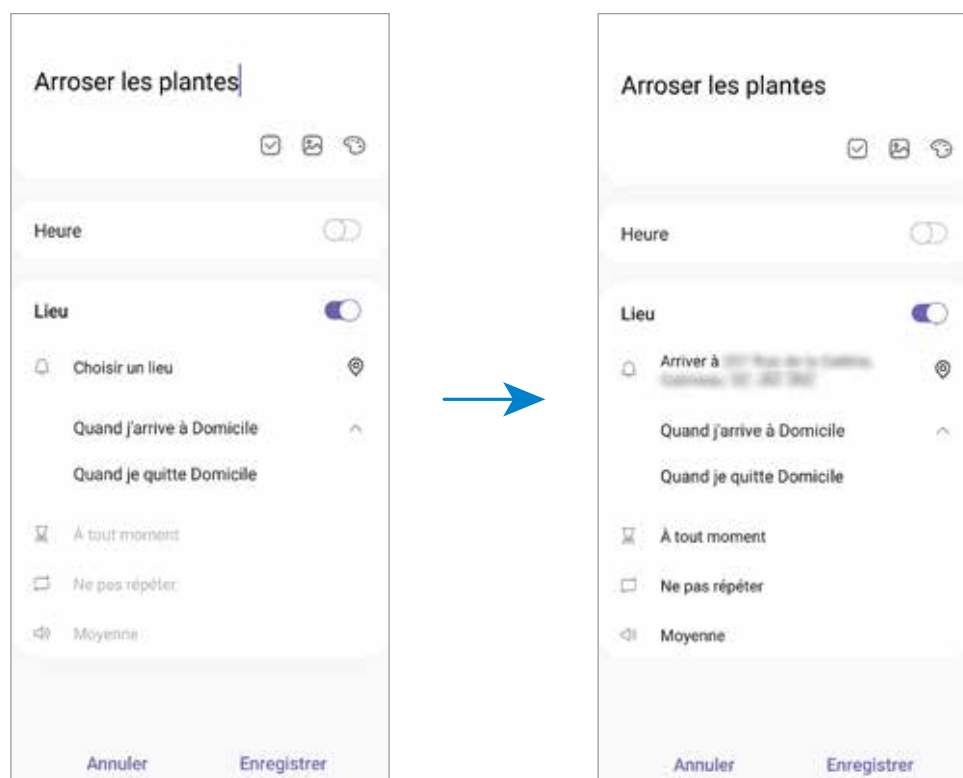 Arroser les plantes
Heure
Lieu
Choisir un lieu
Quand j'arrive à Domicile
Quand je quitte Domicile
À tout moment
Ne pas répéter
Moyenne
Annuler Enregistrer
Arroser les plantes
Heure
Lieu
Arriver à
Quand j'arrive à Domicile
Quand je quitte Domicile
À tout moment
Ne pas répéter
Moyenne
Annuler Enregistrer